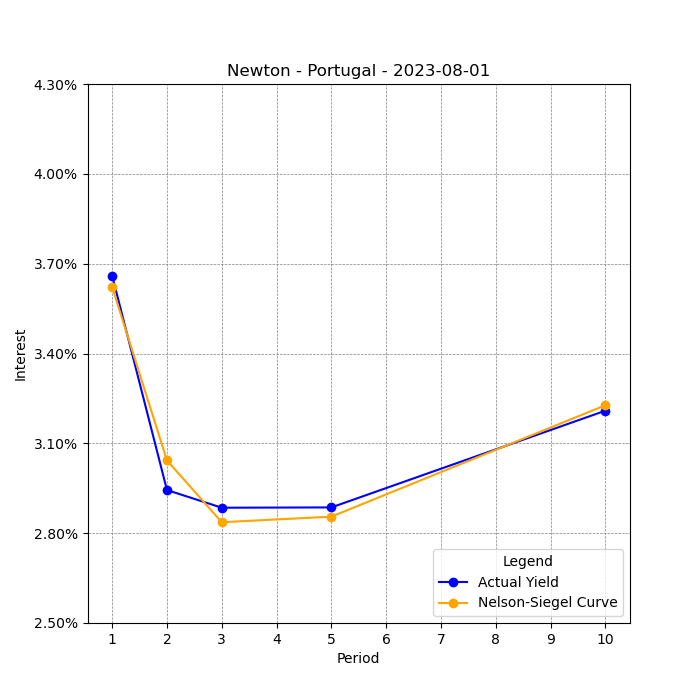 Newton - Portugal - 2023-08-01
4.30%
4.00%
3.70%
3.40%
3.10%
2.80%
2.50%
Interest
1 2 3 4 5 6 7 8 9 10
Period
Legend
Actual Yield
Nelson-Siegel Curve